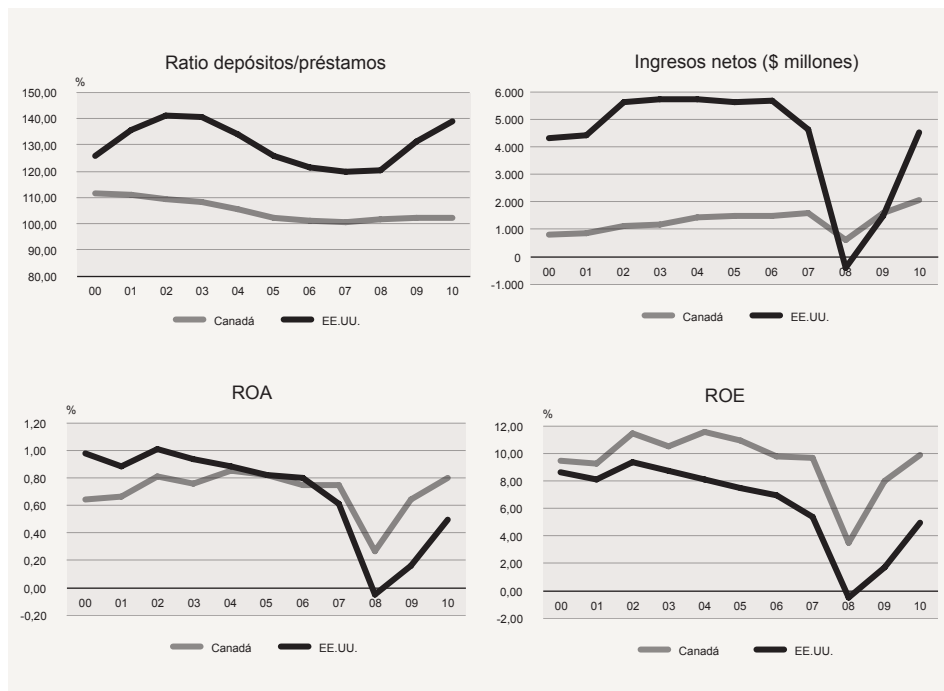 Ratio depósitos/préstamos
%
150,00
140,00
130,00
120,00
110,00
100,00
90,00
80,00
00 01 02 03 04 05 06 07 08 09 10
Canadá EE.UU.
Ingresos netos ($ millones)
6.000
5.000
4.000
3.000
2.000
1.000
0
-1.000
00 01 02 03 04 05 06 07 08 09 10
Canadá EE.UU.
ROA
%
1,20
1,00
0,80
0,60
0,40
0,20
0,00
-0,20
00 01 02 03 04 05 06 07 08 09 10
Canadá EE.UU.
ROE
%
12,00
10,00
8,00
6,00
4,00
2,00
0,00
-2,00
00 01 02 03 04 05 06 07 08 09 10
Canadá EE.UU.